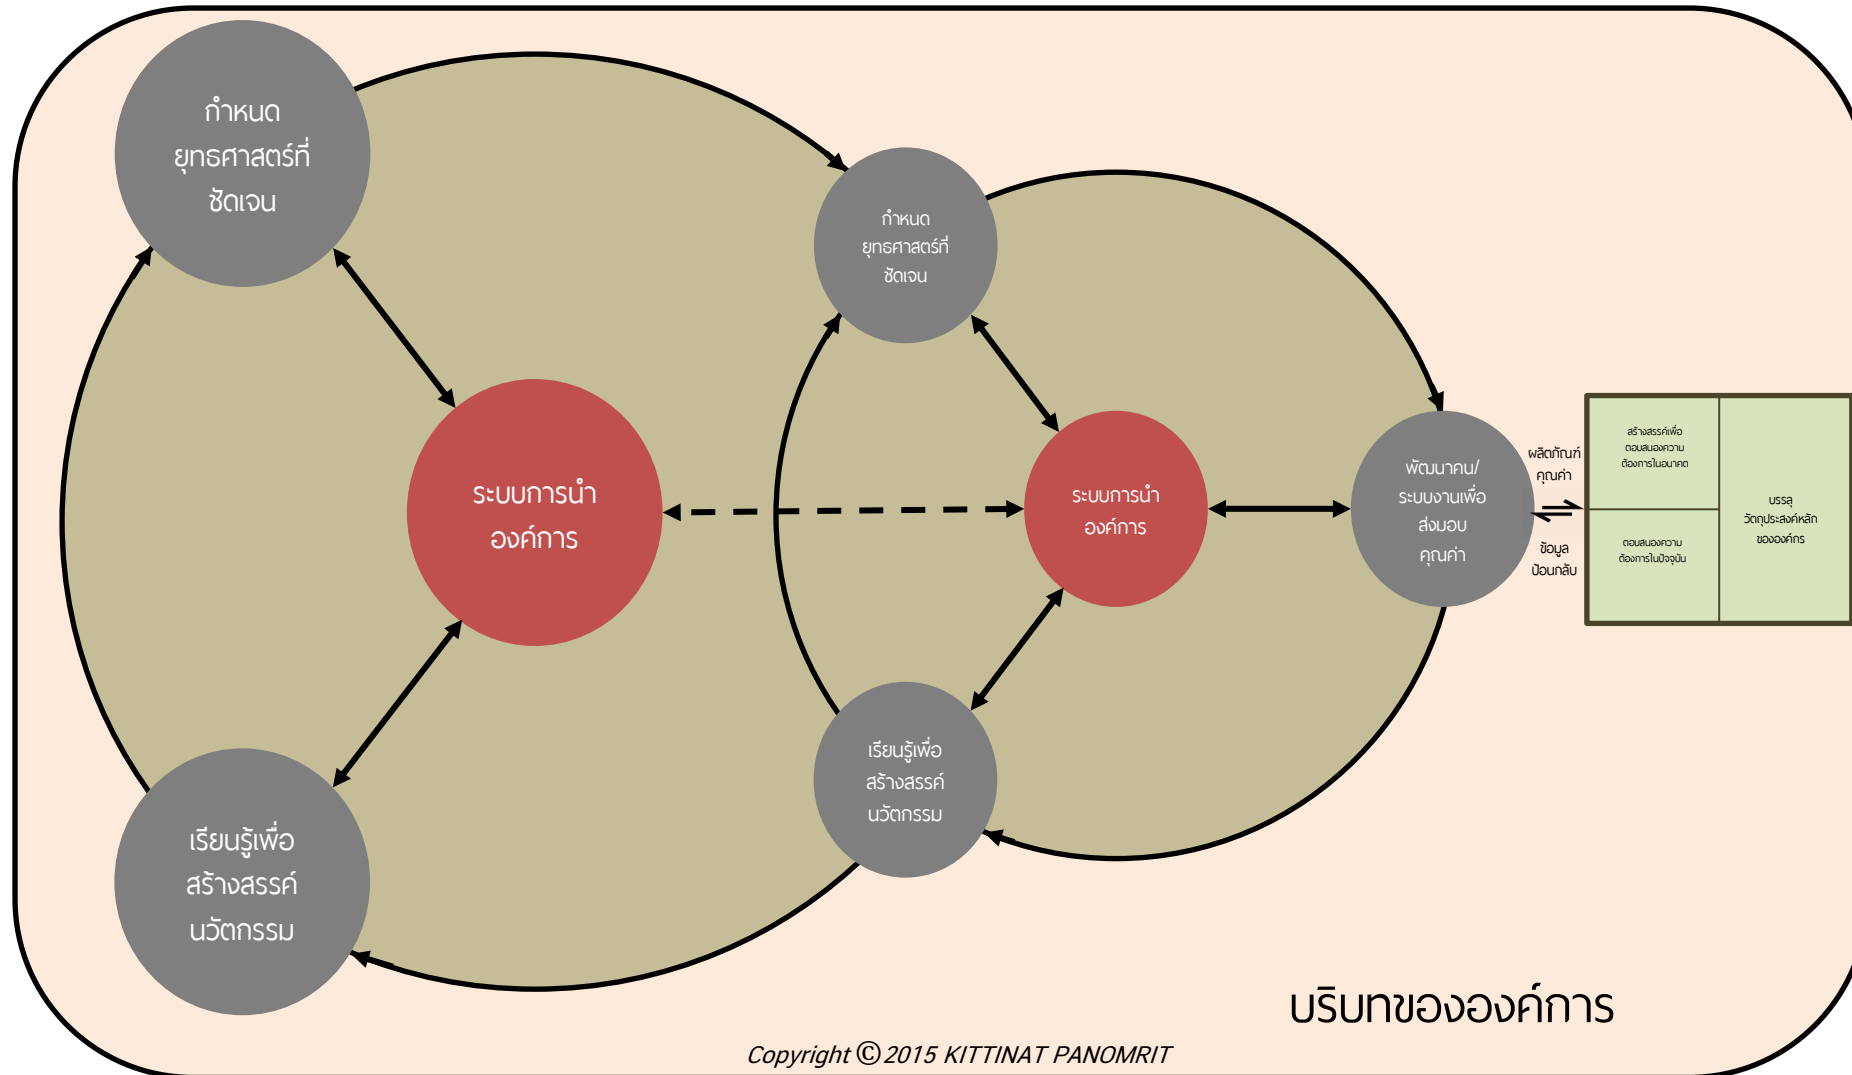 กำหนด
ยุทธศาสตร์ที่
ชัดเจน
กำหนด
ยุทธศาสตร์ที่
ชัดเจน
ระบบการนำ
องค์การ
ระบบการนำ
องค์การ
พัฒนาคน/
ระบบงานเพื่อ
ส่งมอบ
คุณค่า
ผลิตภัณฑ์
คุณค่า
ข้อมูล
ป้อนกลับ
สร้างสรรค์เพื่อ
ตอบสนองความ
ต้องการในอนาคต
ตอบสนองความ
ต้องการในปัจจุบัน
บรรลุ
วัตถุประสงค์หลัก
ขององค์กร
เรียนรู้เพื่อ
สร้างสรรค์
นวัตกรรม
เรียนรู้เพื่อ
สร้างสรรค์
นวัตกรรม
บริบทขององค์การ
Copyright ©2015 KITTINAT PANOMRIT